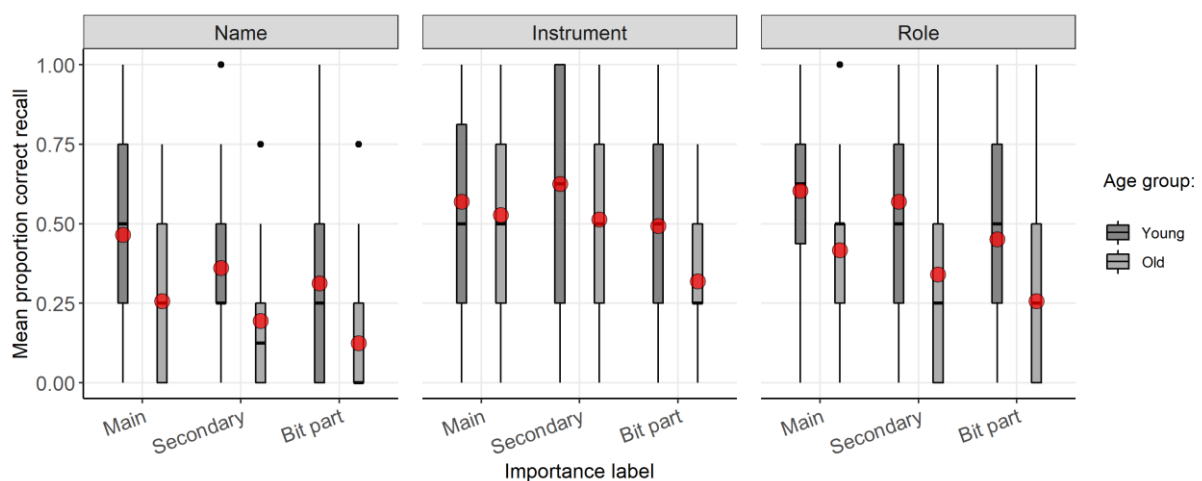 Name
Instrument
Role
Mean proportion correct recall
1.00
0.75
0.50
0.25
0.00
Main
Secondary
Bit part
Main
Secondary
Bit part
Main
Secondary
Bit part
Importance label
Age group:
Young
Old